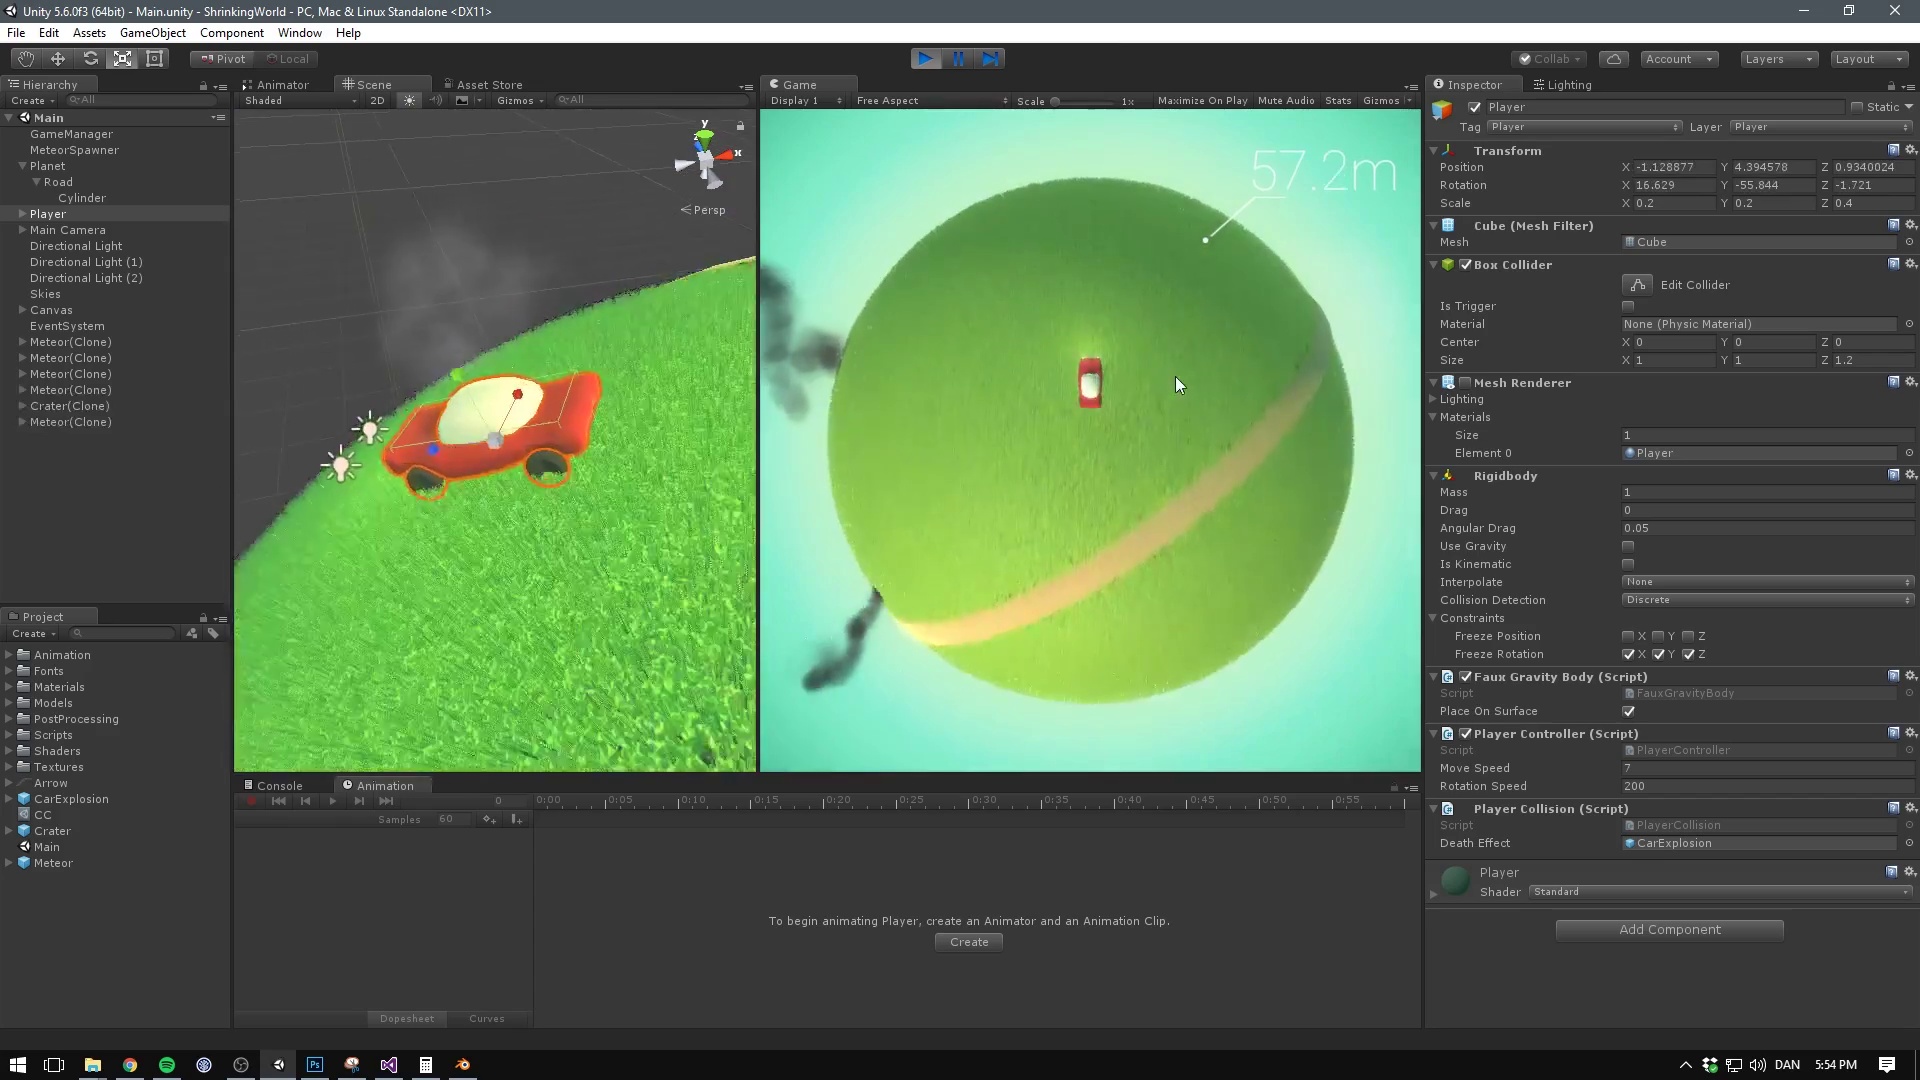 Unity 5.6.0f3 (64bit) - Main.unity - ShrinkingWorld - PC, Mac & Linux Standalone <DX11>
File Edit Assets GameObject Component Window Help
Pivot Local
Collab Account Layers Layout
Hierarchy
Create All
Main
GameManager
MeteorSpawner
Planet
Road
Cylinder
Player
Main Camera
Directional Light
Directional Light (1)
Directional Light (2)
Skies
Canvas
EventSystem
Meteor(Clone)
Meteor(Clone)
Meteor(Clone)
Meteor(Clone)
Crater(Clone)
Meteor(Clone)
Project
Create
Animation
Fonts
Materials
Models
PostProcessing
Scripts
Shaders
Textures
Arrow
CarExplosion
CC
Crater
Main
Meteor
Animator Scene Asset Store
Shaded 2D Gizmos All
y
x
Persp
Game
Display 1 Free Aspect Scale 1x Maximize On Play Mute Audio Stats Gizmos
57.2m
Console Animation
0 0:00 0:05 0:10 0:15 0:20 0:25 0:30 0:35 0:40 0:45 0:50 0:55
Samples 60
To begin animating Player, create an Animator and an Animation Clip.
Create
Dopesheet Curves
Inspector Lighting
Player Static
Tag Player Layer Player
Transform
Position X -1.128877 Y 4.394578 Z 0.9340024
Rotation X 16.629 Y -55.844 Z -1.721
Scale X 0.2 Y 0.2 Z 0.4
Cube (Mesh Filter)
Mesh Cube
Box Collider
Edit Collider
Is Trigger
Material None (Physic Material)
Center X 0 Y 0 Z 0
Size X 1 Y 1 Z 1.2
Mesh Renderer
Lighting
Materials
Size 1
Element 0 Player
Rigidbody
Mass 1
Drag 0
Angular Drag 0.05
Use Gravity
Is Kinematic
Interpolate None
Collision Detection Discrete
Constraints
Freeze Position X Y Z
Freeze Rotation X Y Z
Faux Gravity Body (Script)
Script FauxGravityBody
Place On Surface
Player Controller (Script)
Script PlayerController
Move Speed 7
Rotation Speed 200
Player Collision (Script)
Script PlayerCollision
Death Effect CarExplosion
Player
Shader Standard
Add Component
Ps
DAN 5:54 PM